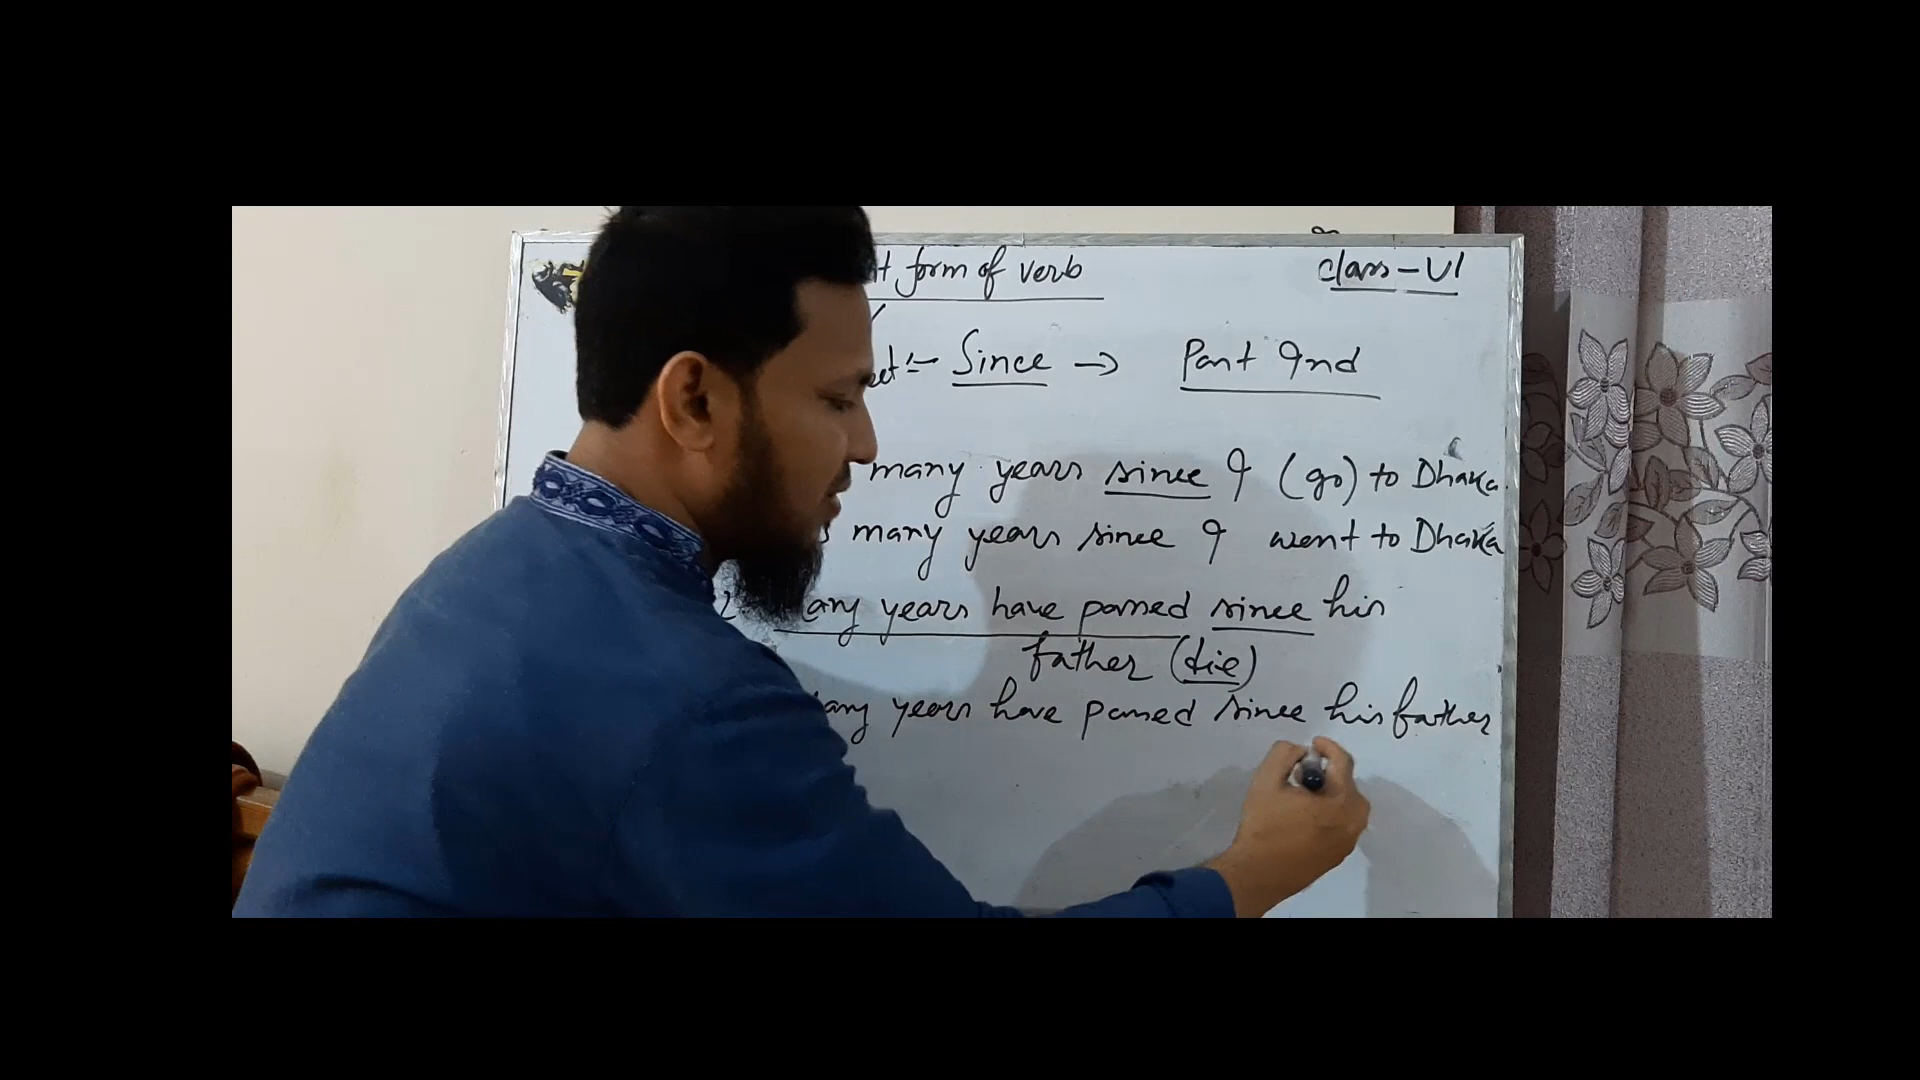 form of verb
class-VI
Since → Past Ind
many years since I (go) to Dhaka.
many years since I went to Dhaka
2. any years have passed since his
father (die)
any years have passed since his father